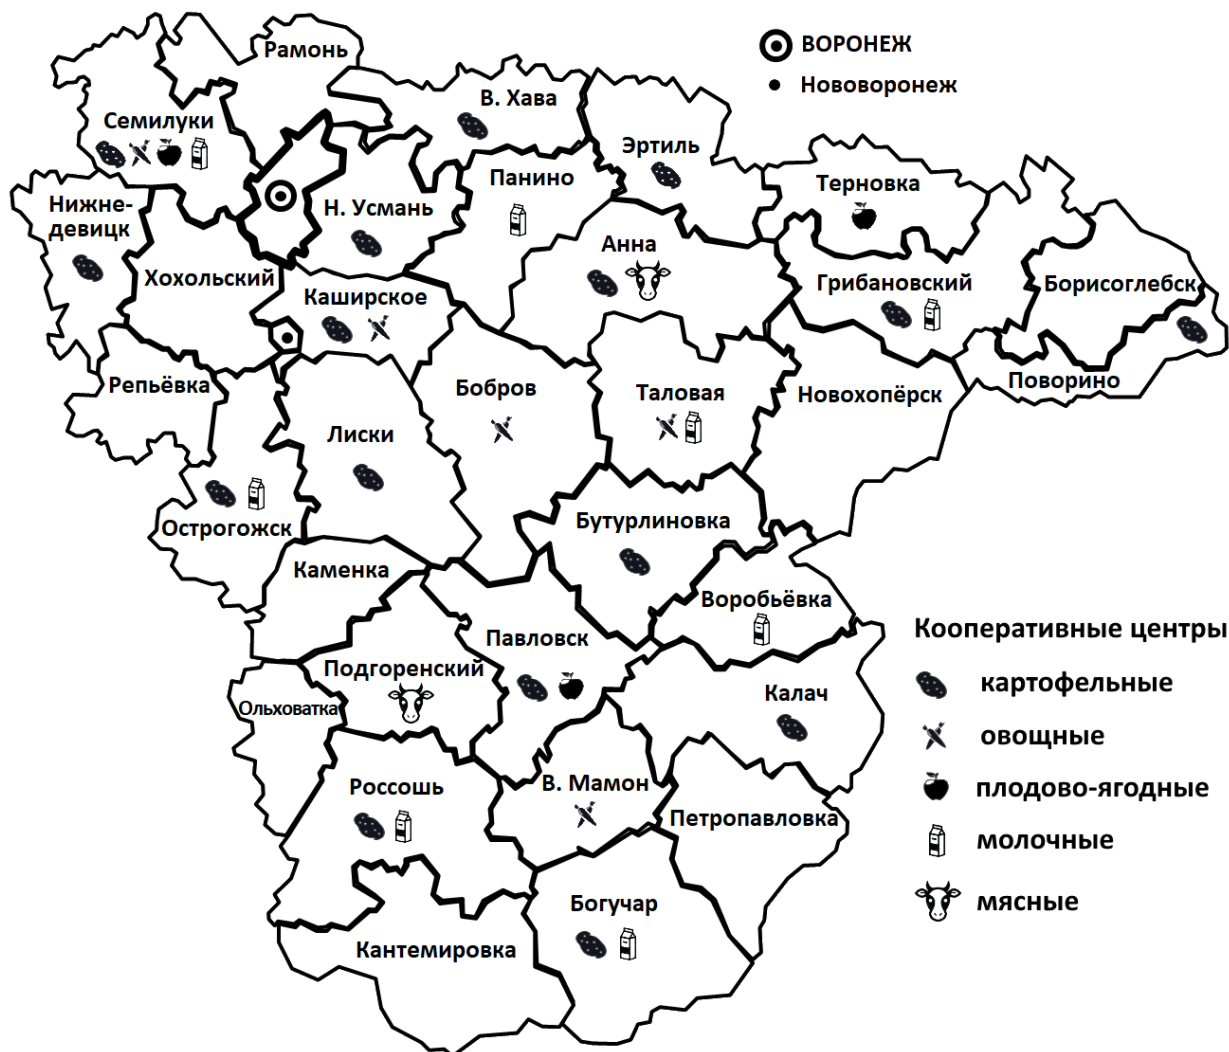 ВОРОНЕЖ
Нововоронеж
Рамонь
В. Хава
Семилуки
Эртиль
Панино
Терновка
Нижне-
девицк
Н. Усмань
Анна
Хохольский
Каширское
Грибановский
Борисоглебск
Репьёвка
Бобров
Таловая
Новохопёрск
Поворино
Лиски
Острогожск
Бутурлиновка
Каменка
Воробьёвка
Павловск
Подгоренский
Калач
Ольховатка
Россошь
В. Мамон
Петропавловка
Богучар
Кантемировка
Кооперативные центры
картофельные
овощные
плодово-ягодные
молочные
мясные